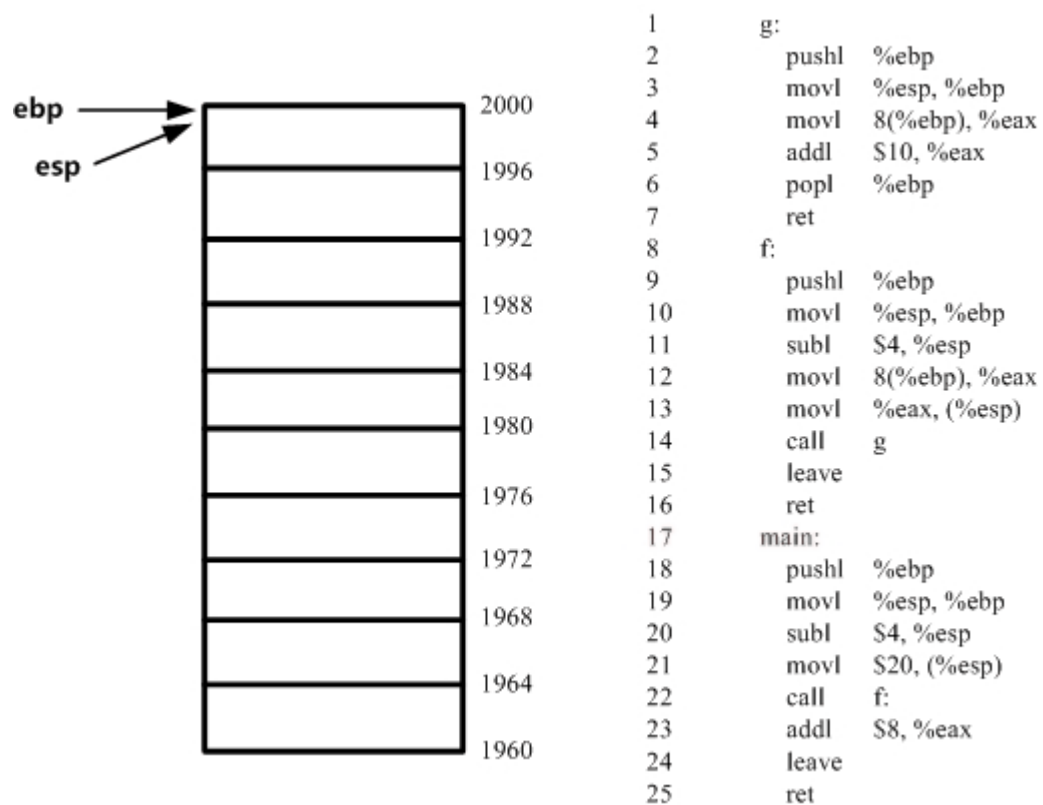 ebp
esp
2000
1996
1992
1988
1984
1980
1976
1972
1968
1964
1960
1 g:
2 pushl %ebp
3 movl %esp, %ebp
4 movl 8(%ebp), %eax
5 addl $10, %eax
6 popl %ebp
7 ret
8 f:
9 pushl %ebp
10 movl %esp, %ebp
11 subl $4, %esp
12 movl 8(%ebp), %eax
13 movl %eax, (%esp)
14 call g
15 leave
16 ret
17 main:
18 pushl %ebp
19 movl %esp, %ebp
20 subl $4, %esp
21 movl $20, (%esp)
22 call f:
23 addl $8, %eax
24 leave
25 ret